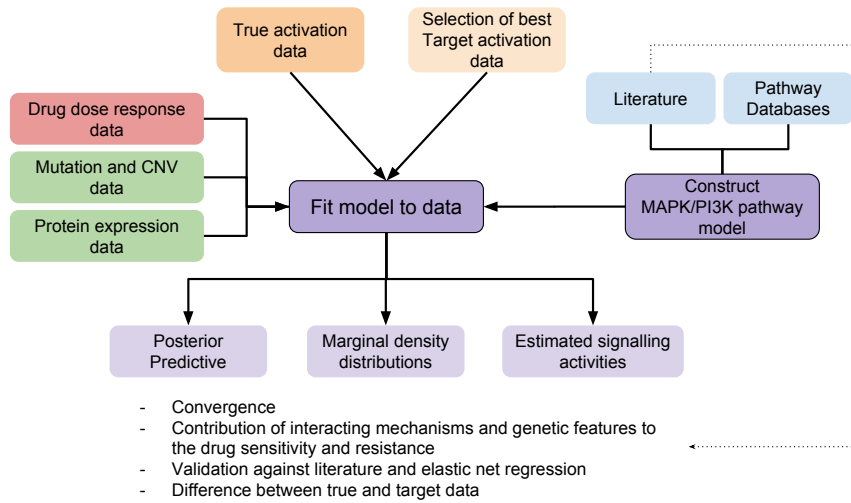 True activation
data
Selection of best
Target activation
data
Literature
Pathway
Databases
Drug dose response
data
Mutation and CNV
data
Protein expression
data
Fit model to data
Construct
MAPK/PI3K pathway
model
Posterior
Predictive
Marginal density
distributions
Estimated signalling
activities
- Convergence
- Contribution of interacting mechanisms and genetic features to
the drug sensitivity and resistance
- Validation against literature and elastic net regression
- Difference between true and target data